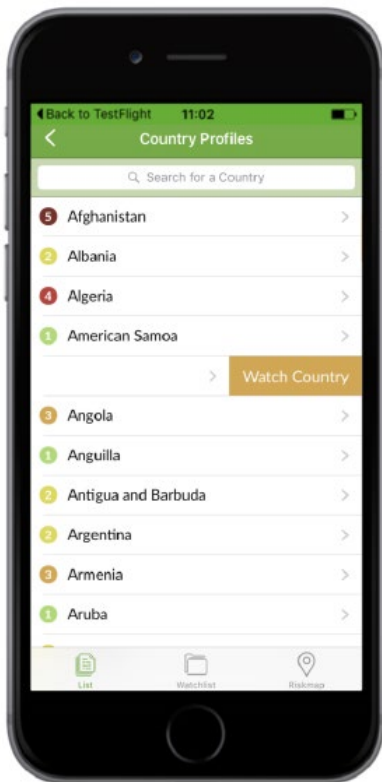 Back to TestFlight 11:02
Country Profiles
Search for a Country
5 Afghanistan
2 Albania
4 Algeria
1 American Samoa
Watch Country
3 Angola
1 Anguilla
2 Antigua and Barbuda
2 Argentina
3 Armenia
1 Aruba
List Watchlist Riskmap